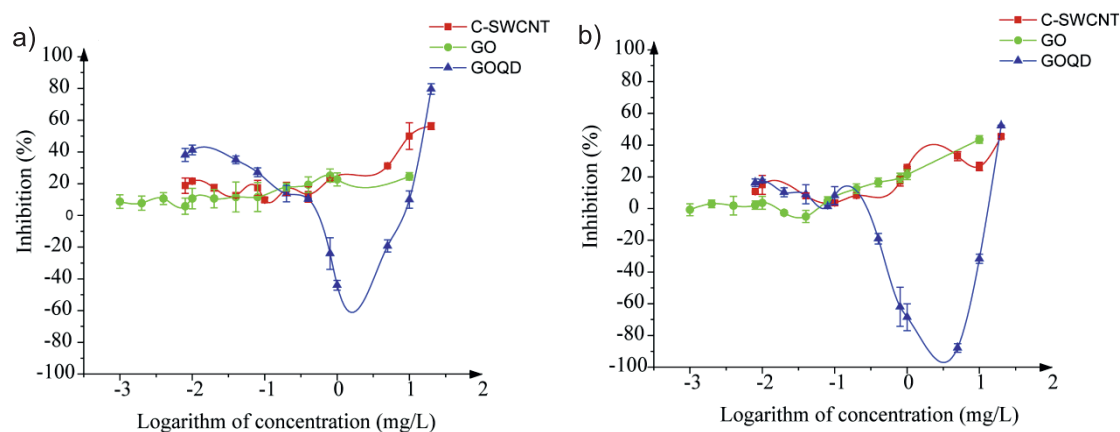 a)
C-SWCNT
GO
GOQD
100
80
60
40
20
0
-20
-40
-60
-80
-100
Inhibition (%)
-3 -2 -1 0 1 2
Logarithm of concentration (mg/L)
b)
C-SWCNT
GO
GOQD
100
80
60
40
20
0
-20
-40
-60
-80
-100
Inhibition (%)
-3 -2 -1 0 1 2
Logarithm of concentration (mg/L)